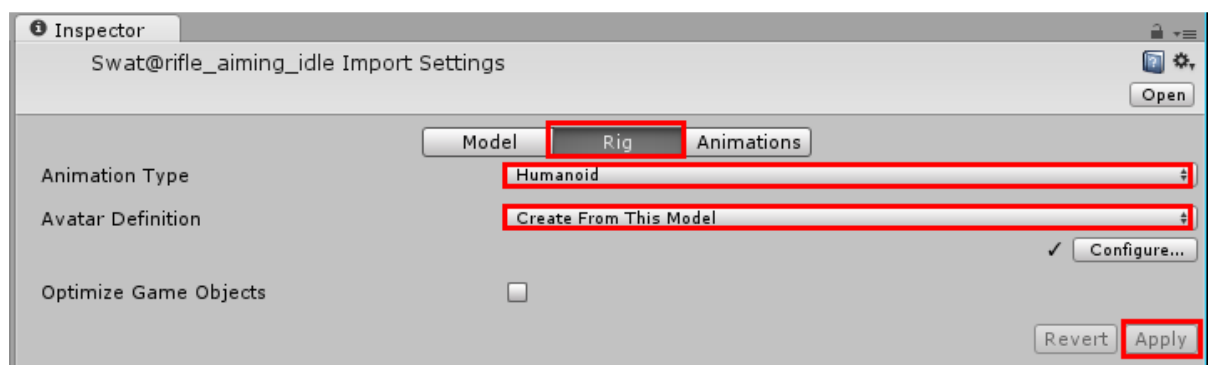 Inspector
Swat@rifle_aiming_idle Import Settings
Open
Model Rig Animations
Animation Type Humanoid
Avatar Definition Create From This Model
✓ Configure...
Optimize Game Objects
Revert Apply